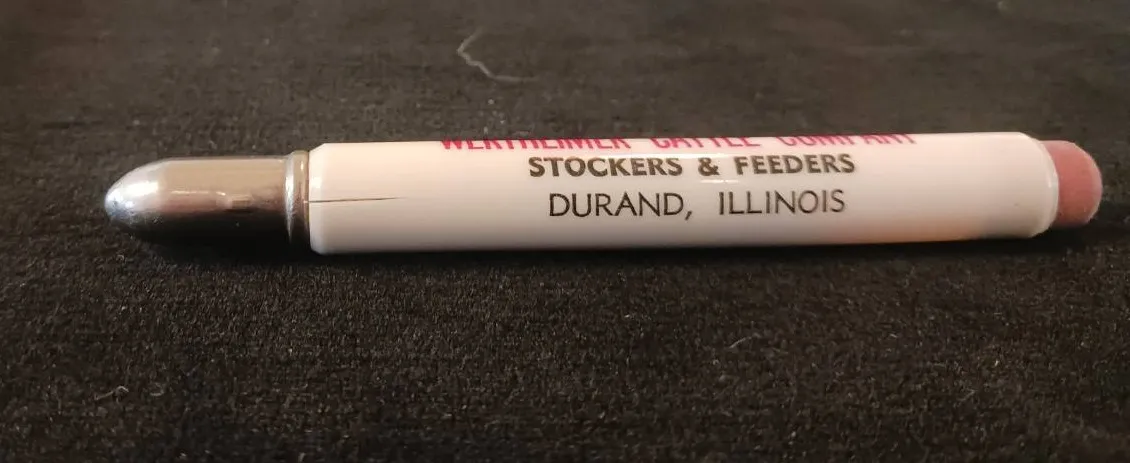 WERTHEIMER CATTLE COMPANY
STOCKERS & FEEDERS
DURAND, ILLINOIS